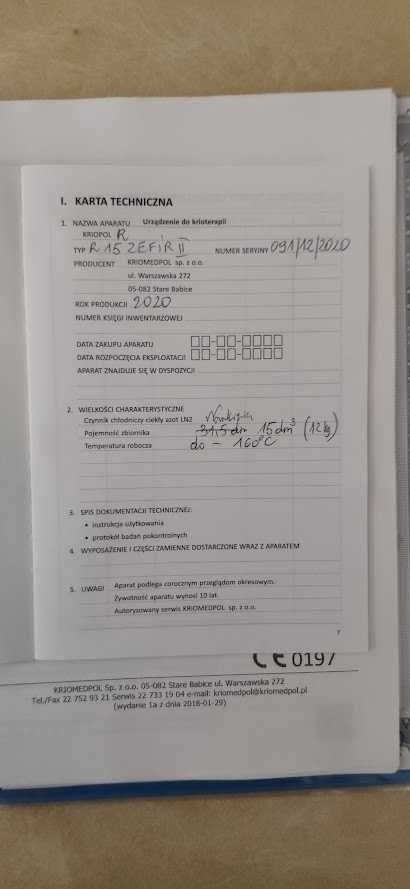 I. KARTA TECHNICZNA
1. NAZWA APARATU Urządzenie do krioterapii
KRIOPOL R
TYP R 15 ZEFIR II NUMER SERYJNY 091/12/2020
PRODUCENT KRIOMEDPOL sp. z o.o.
ul. Warszawska 272
05-082 Stare Babice
ROK PRODUKCJI 2020
NUMER KSIĘGI INWENTARZOWEJ
DATA ZAKUPU APARATU
DATA ROZPOCZĘCIA EKSPLOATACJI
APARAT ZNAJDUJE SIĘ W DYSPOZYCJI
2. WIELKOŚCI CHARAKTERYSTYCZNE
Czynnik chłodniczy ciekły azot LN2
Pojemność zbiornika 31,5 dm 15 dm³ (12 kg)
Temperatura robocza do - 160°C
3. SPIS DOKUMENTACJI TECHNICZNEJ:
• instrukcja użytkowania
• protokół badań pokontrolnych
4. WYPOSAŻENIE I CZĘŚCI ZAMIENNE DOSTARCZONE WRAZ Z APARATEM
5. UWAGI Aparat podlega corocznym przeglądom okresowym.
Żywotność aparatu wynosi 10 lat.
Autoryzowany serwis KRIOMEDPOL sp. z o.o.
7
CE 0197
KRIOMEDPOL Sp. z o.o. 05-082 Stare Babice ul. Warszawska 272
Tel./Fax 22 752 93 21 Serwis 22 733 19 04 e-mail: kriomedpol@kriomedpol.pl
(wydanie 1a z dnia 2018-01-29)